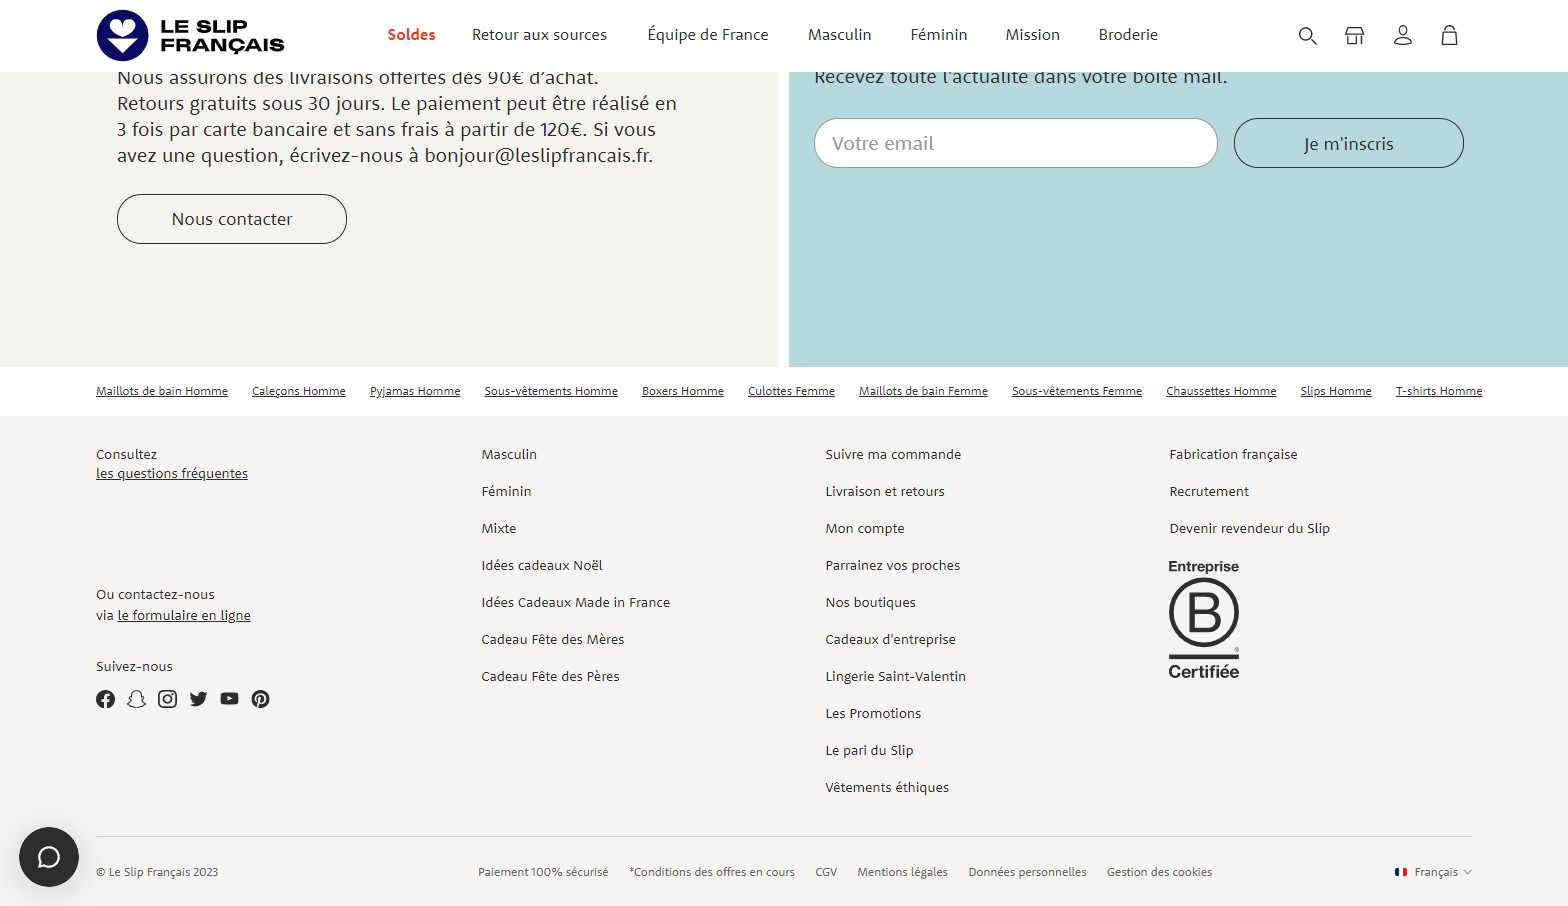 LE SLIP
FRANÇAIS
Soldes
Retour aux sources
Équipe de France
Masculin
Féminin
Mission
Broderie
Nous assurons des livraisons offertes dès 90€ d’achat.
Retours gratuits sous 30 jours. Le paiement peut être réalisé en
3 fois par carte bancaire et sans frais à partir de 120€. Si vous
avez une question, écrivez-nous à bonjour@leslipfrancais.fr.
Nous contacter
Recevez toute l'actualité dans votre boîte mail.
Votre email
Je m'inscris
Maillots de bain Homme
Caleçons Homme
Pyjamas Homme
Sous-vêtements Homme
Boxers Homme
Culottes Femme
Maillots de bain Femme
Sous-vêtements Femme
Chaussettes Homme
Slips Homme
T-shirts Homme
Consultez
les questions fréquentes
Ou contactez-nous
via le formulaire en ligne
Suivez-nous
Masculin
Féminin
Mixte
Idées cadeaux Noël
Idées Cadeaux Made in France
Cadeau Fête des Mères
Cadeau Fête des Pères
Suivre ma commande
Livraison et retours
Mon compte
Parrainez vos proches
Nos boutiques
Cadeaux d'entreprise
Lingerie Saint-Valentin
Les Promotions
Le pari du Slip
Vêtements éthiques
Fabrication française
Recrutement
Devenir revendeur du Slip
Entreprise
B
®
Certifiée
© Le Slip Français 2023
Paiement 100% sécurisé
*Conditions des offres en cours
CGV
Mentions légales
Données personnelles
Gestion des cookies
Français